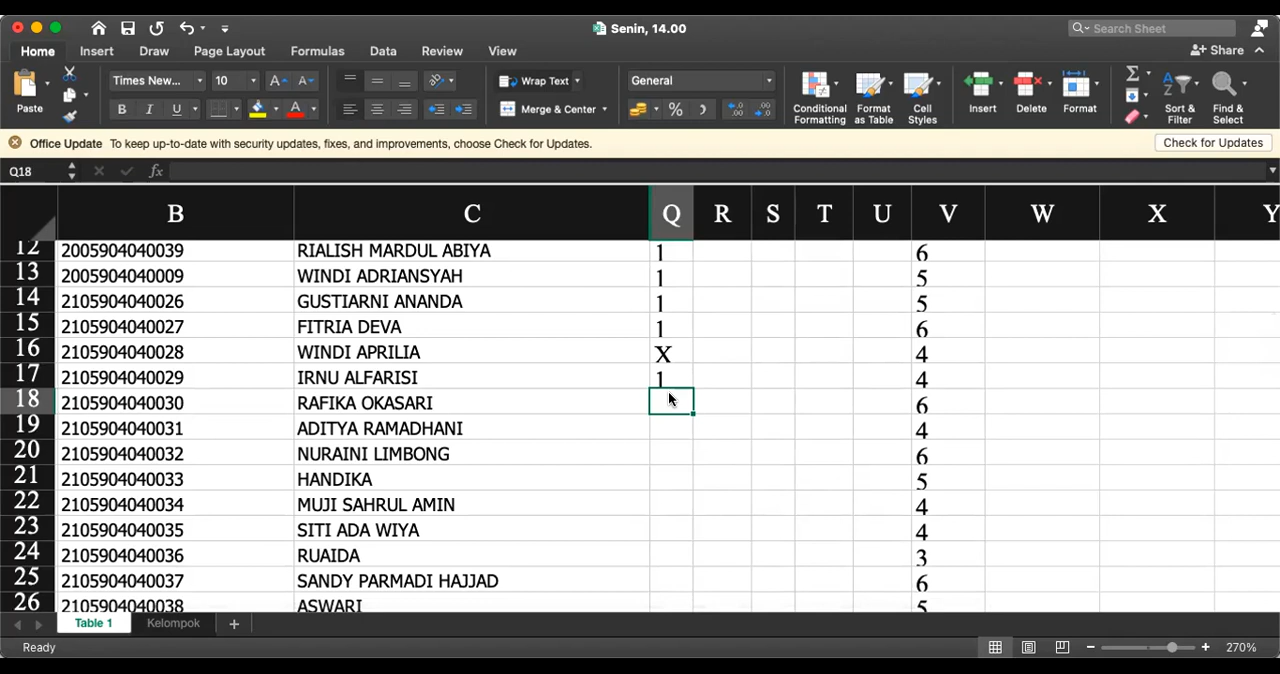 Senin, 14.00
Search Sheet
Home Insert Draw Page Layout Formulas Data Review View
Share
Paste
Times New... 10
B I U
Wrap Text
Merge & Center
General
Conditional Formatting
Format as Table
Cell Styles
Insert
Delete
Format
Sort & Filter
Find & Select
Office Update To keep up-to-date with security updates, fixes, and improvements, choose Check for Updates.
Check for Updates
Q18 fx
B C Q R S T U V W X Y
12 2005904040039 RIALISH MARDUL ABIYA 1 6
13 2005904040009 WINDI ADRIANSYAH 1 5
14 2105904040026 GUSTIARNI ANANDA 1 5
15 2105904040027 FITRIA DEVA 1 6
16 2105904040028 WINDI APRILIA X 4
17 2105904040029 IRNU ALFARISI 1 4
18 2105904040030 RAFIKA OKASARI 6
19 2105904040031 ADITYA RAMADHANI 4
20 2105904040032 NURAINI LIMBONG 6
21 2105904040033 HANDIKA 5
22 2105904040034 MUJI SAHRUL AMIN 4
23 2105904040035 SITI ADA WIYA 4
24 2105904040036 RUAIDA 3
25 2105904040037 SANDY PARMADI HAJJAD 6
26 2105904040038 ASWARI 5
Table 1 Kelompok +
Ready 270%